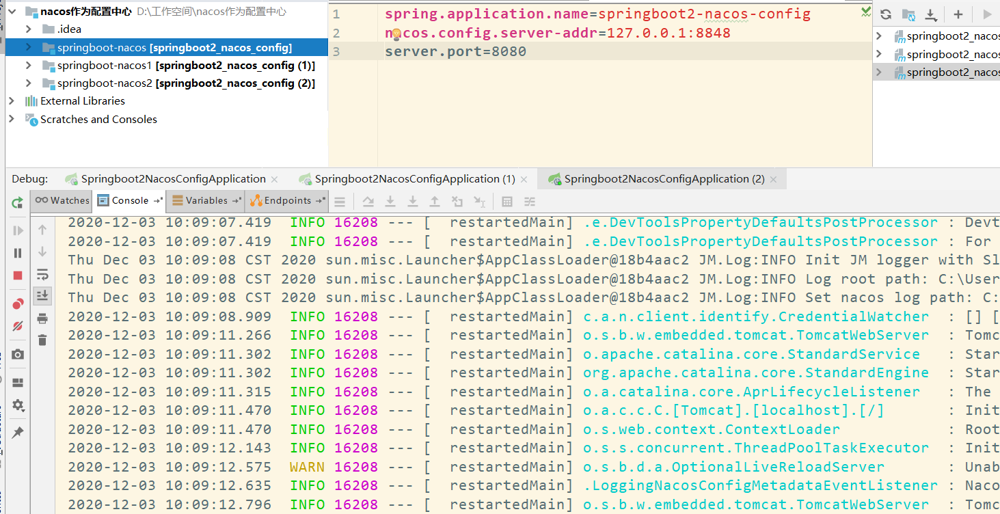 nacos作为配置中心 D:\工作空间\nacos作为配置中心
.idea
springboot-nacos [springboot2_nacos_config]
springboot-nacos1 [springboot2_nacos_config (1)]
springboot-nacos2 [springboot2_nacos_config (2)]
External Libraries
Scratches and Consoles
1 spring.application.name=springboot2-nacos-config
2 nacos.config.server-addr=127.0.0.1:8848
3 server.port=8080
springboot2_nacos
springboot2_nacos
springboot2_nacos
Debug: Springboot2NacosConfigApplication Springboot2NacosConfigApplication (1) Springboot2NacosConfigApplication (2)
Watches Console Variables Endpoints
2020-12-03 10:09:07.419 INFO 16208 --- [ restartedMain] .e.DevToolsPropertyDefaultsPostProcessor : Devt
2020-12-03 10:09:07.419 INFO 16208 --- [ restartedMain] .e.DevToolsPropertyDefaultsPostProcessor : For
Thu Dec 03 10:09:08 CST 2020 sun.misc.Launcher$AppClassLoader@18b4aac2 JM.Log:INFO Init JM logger with Sl
Thu Dec 03 10:09:08 CST 2020 sun.misc.Launcher$AppClassLoader@18b4aac2 JM.Log:INFO Log root path: C:\User
Thu Dec 03 10:09:08 CST 2020 sun.misc.Launcher$AppClassLoader@18b4aac2 JM.Log:INFO Set nacos log path: C:
2020-12-03 10:09:08.909 INFO 16208 --- [ restartedMain] c.a.n.client.identify.CredentialWatcher : [] [
2020-12-03 10:09:11.266 INFO 16208 --- [ restartedMain] o.s.b.w.embedded.tomcat.TomcatWebServer : Tomc
2020-12-03 10:09:11.302 INFO 16208 --- [ restartedMain] o.apache.catalina.core.StandardService : Star
2020-12-03 10:09:11.302 INFO 16208 --- [ restartedMain] org.apache.catalina.core.StandardEngine : Star
2020-12-03 10:09:11.315 INFO 16208 --- [ restartedMain] o.a.catalina.core.AprLifecycleListener : The
2020-12-03 10:09:11.470 INFO 16208 --- [ restartedMain] o.a.c.c.C.[Tomcat].[localhost].[/] : Init
2020-12-03 10:09:11.470 INFO 16208 --- [ restartedMain] o.s.web.context.ContextLoader : Root
2020-12-03 10:09:12.143 INFO 16208 --- [ restartedMain] o.s.s.concurrent.ThreadPoolTaskExecutor : Init
2020-12-03 10:09:12.575 WARN 16208 --- [ restartedMain] o.s.b.d.a.OptionalLiveReloadServer : Unab
2020-12-03 10:09:12.635 INFO 16208 --- [ restartedMain] .LoggingNacosConfigMetadataEventListener : Naco
2020-12-03 10:09:12.796 INFO 16208 --- [ restartedMain] o.s.b.w.embedded.tomcat.TomcatWebServer : Tomc